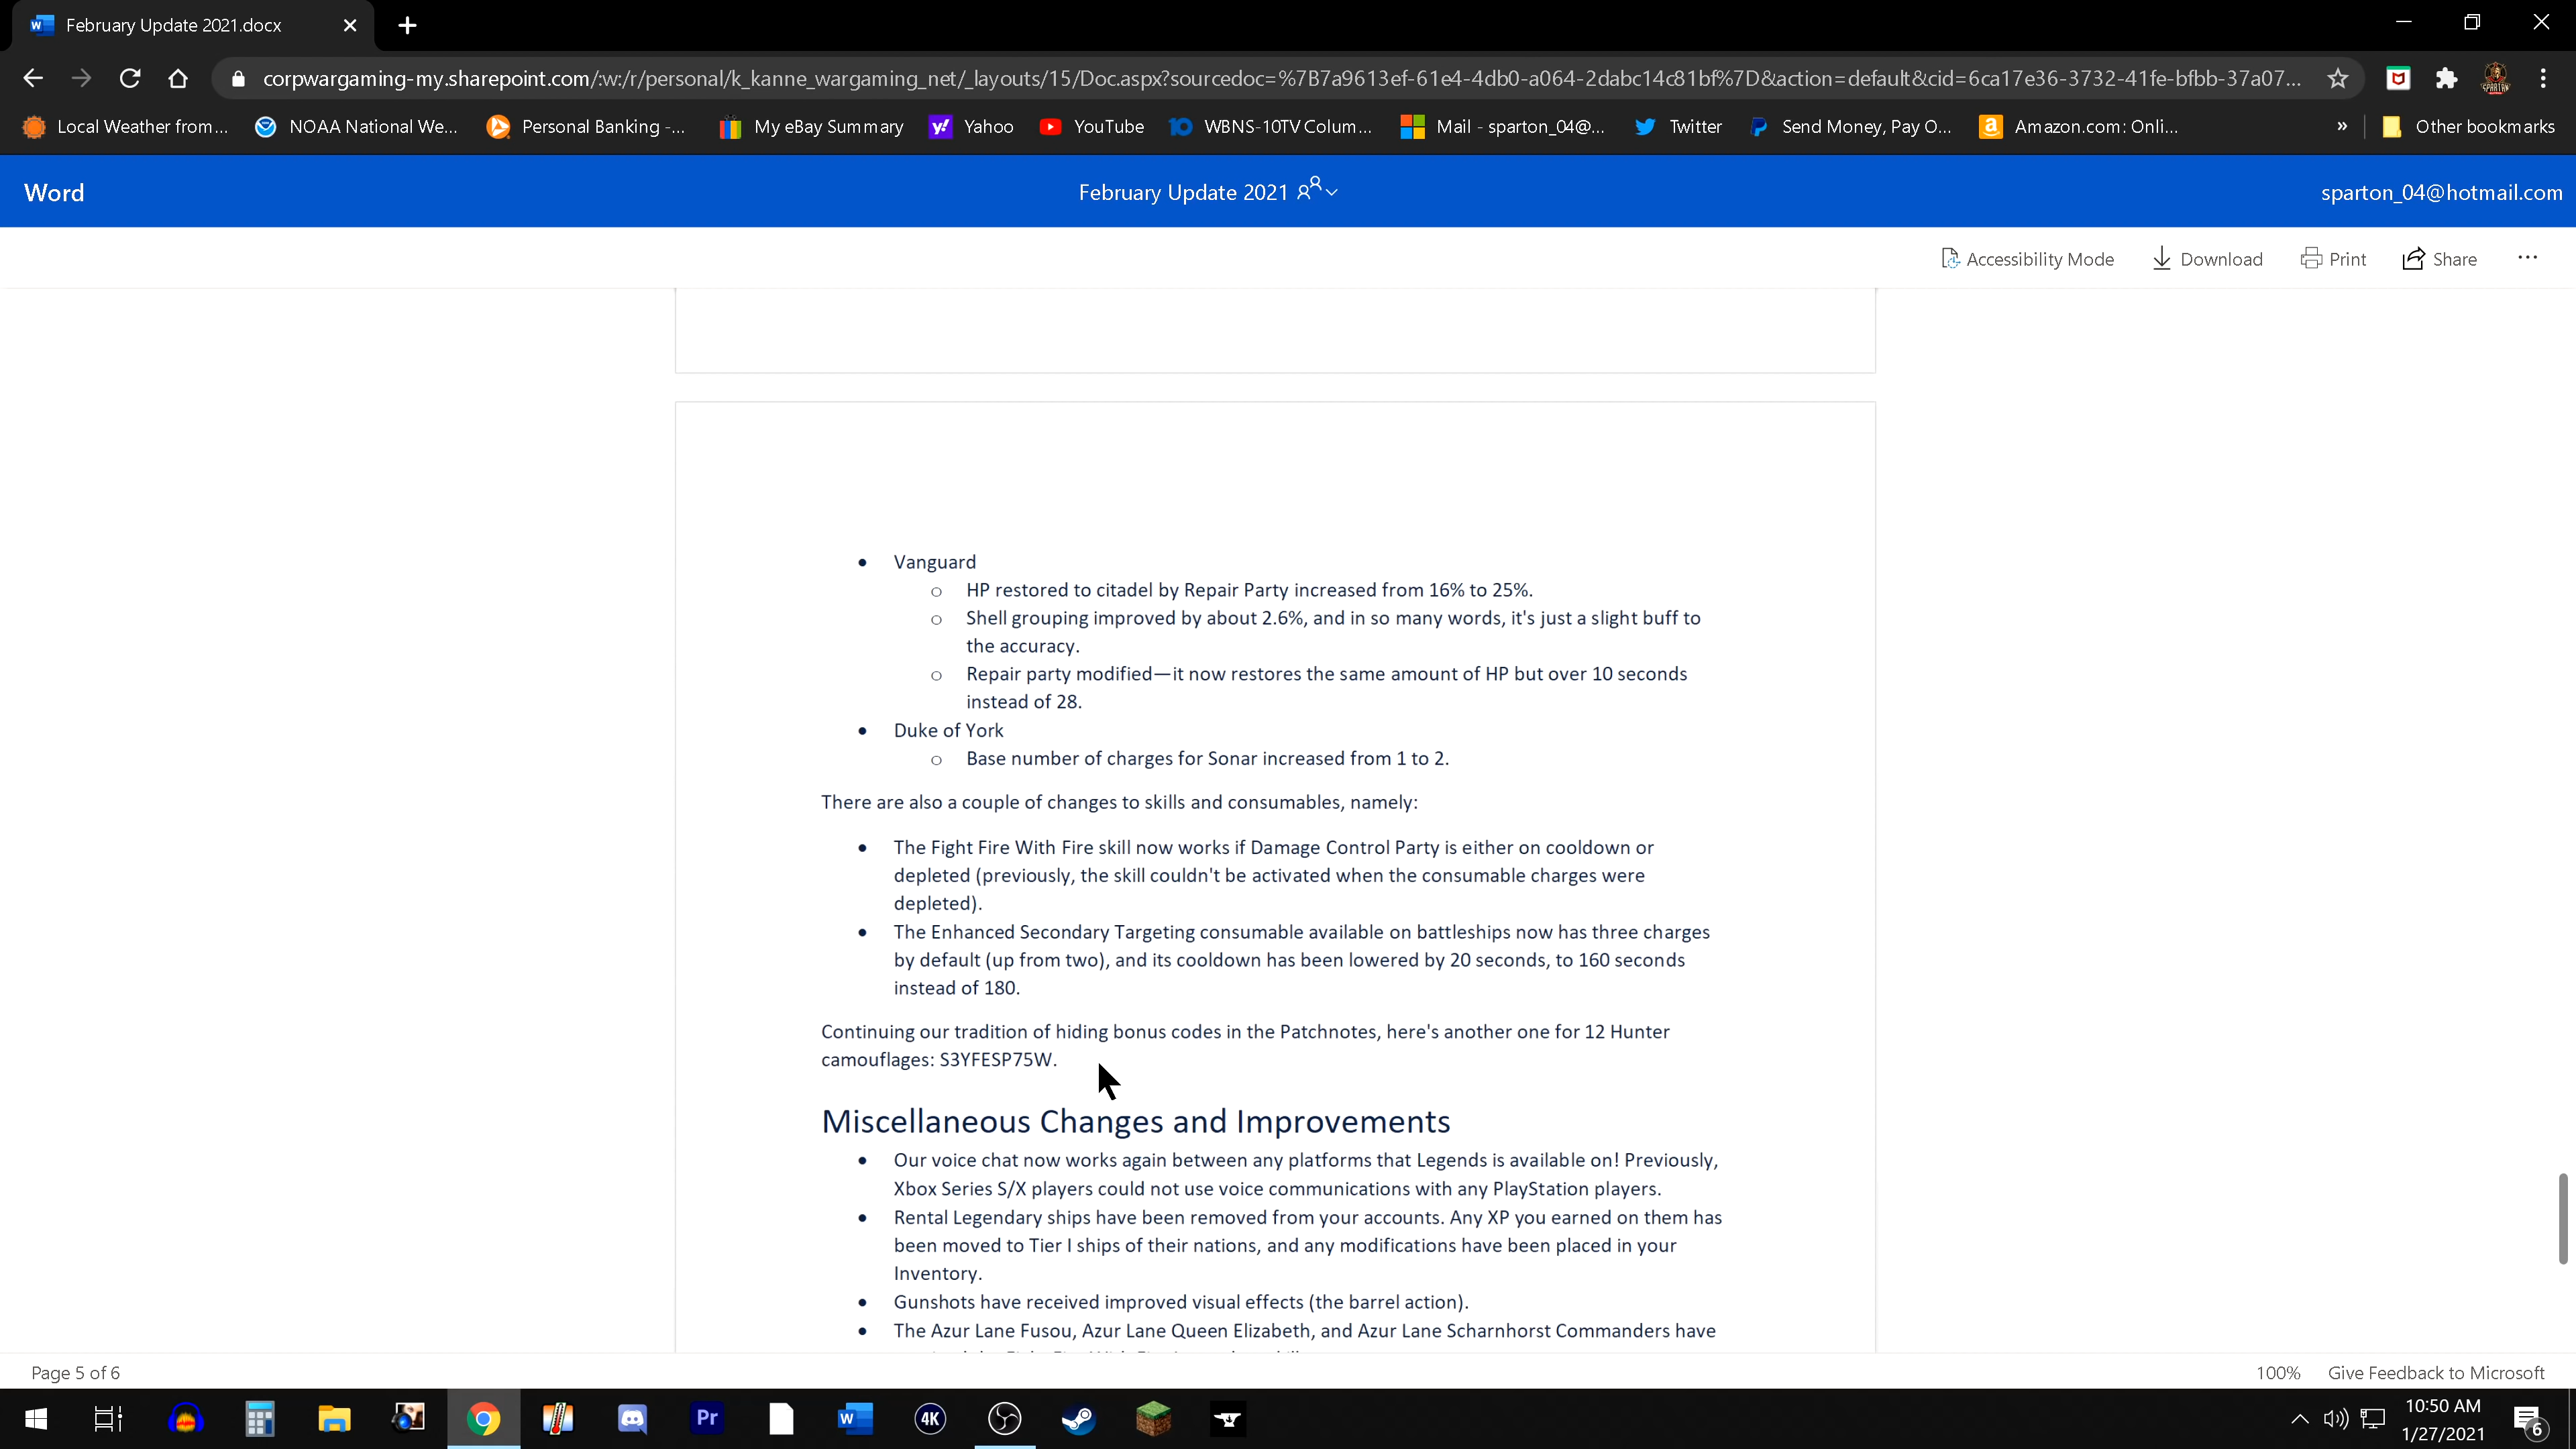 February Update 2021.docx
corpwargaming-my.sharepoint.com/:w:/r/personal/k_kanne_wargaming_net/_layouts/15/Doc.aspx?sourcedoc=%7B7a9613ef-61e4-4db0-a064-2dabc14c81bf%7D&action=default&cid=6ca17e36-3732-41fe-bfbb-37a07...
Local Weather from... NOAA National We... Personal Banking -... My eBay Summary Yahoo YouTube WBNS-10TV Colum... Mail - sparton_04@... Twitter Send Money, Pay O... Amazon.com: Onli... » Other bookmarks
Word February Update 2021 sparton_04@hotmail.com
Accessibility Mode Download Print Share ...
• Vanguard
o HP restored to citadel by Repair Party increased from 16% to 25%.
o Shell grouping improved by about 2.6%, and in so many words, it's just a slight buff to
the accuracy.
o Repair party modified—it now restores the same amount of HP but over 10 seconds
instead of 28.
• Duke of York
o Base number of charges for Sonar increased from 1 to 2.
There are also a couple of changes to skills and consumables, namely:
• The Fight Fire With Fire skill now works if Damage Control Party is either on cooldown or
depleted (previously, the skill couldn't be activated when the consumable charges were
depleted).
• The Enhanced Secondary Targeting consumable available on battleships now has three charges
by default (up from two), and its cooldown has been lowered by 20 seconds, to 160 seconds
instead of 180.
Continuing our tradition of hiding bonus codes in the Patchnotes, here's another one for 12 Hunter
camouflages: S3YFESP75W.
Miscellaneous Changes and Improvements
• Our voice chat now works again between any platforms that Legends is available on! Previously,
Xbox Series S/X players could not use voice communications with any PlayStation players.
• Rental Legendary ships have been removed from your accounts. Any XP you earned on them has
been moved to Tier I ships of their nations, and any modifications have been placed in your
Inventory.
• Gunshots have received improved visual effects (the barrel action).
• The Azur Lane Fusou, Azur Lane Queen Elizabeth, and Azur Lane Scharnhorst Commanders have
Page 5 of 6 100% Give Feedback to Microsoft
Pr 4K 10:50 AM
1/27/2021 6